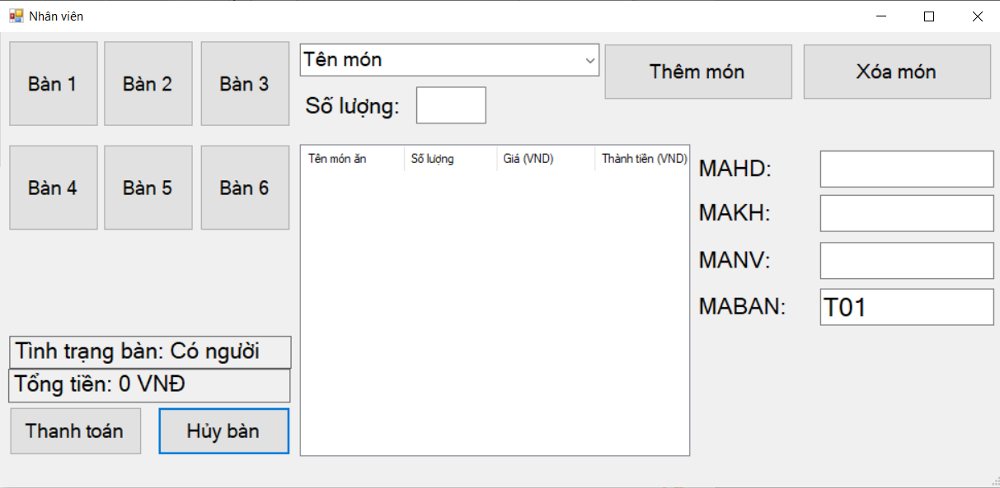 Nhân viên
Bàn 1 Bàn 2 Bàn 3
Tên món
Thêm món
Xóa món
Số lượng:
Bàn 4 Bàn 5 Bàn 6
Tên món ăn Số lượng Giá (VND) Thành tiền (VND)
MAHD:
MAKH:
MANV:
MABAN: T01
Tình trạng bàn: Có người
Tổng tiền: 0 VNĐ
Thanh toán Hủy bàn